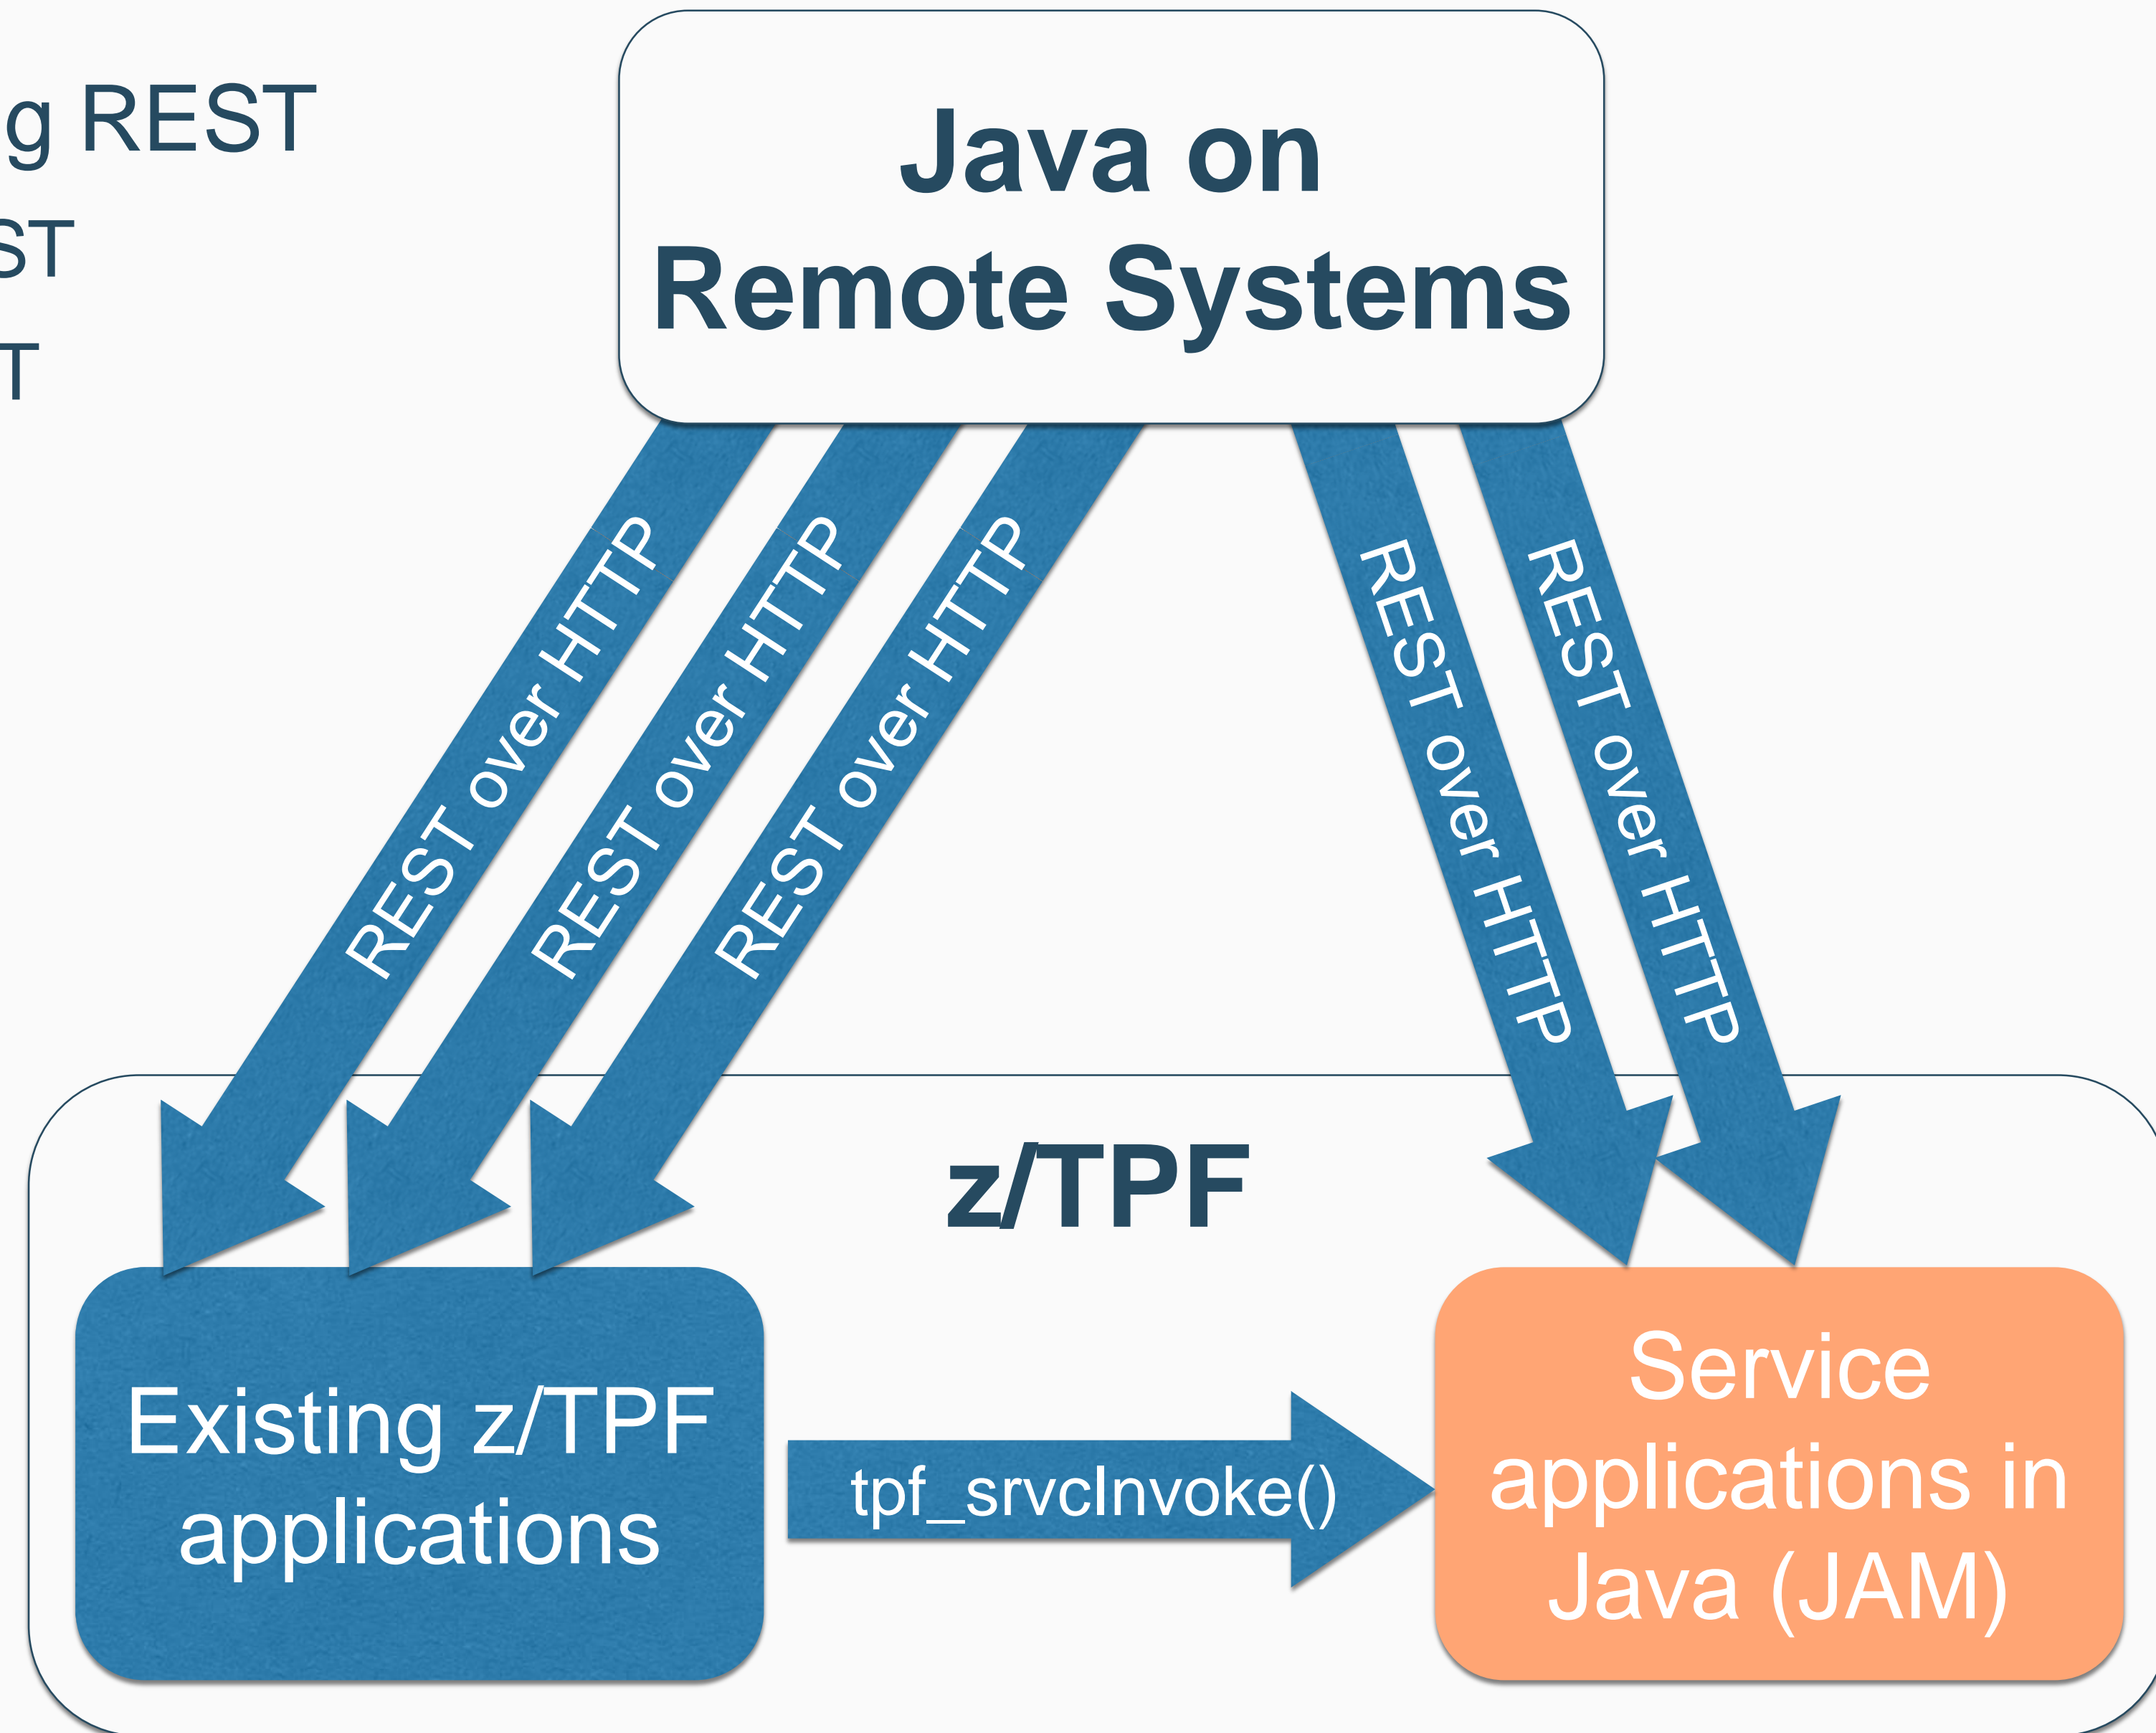 g REST
ST
T
Java on
Remote Systems
REST over HTTP
REST over HTTP
REST over HTTP
REST over HTTP
REST over HTTP
z/TPF
Existing z/TPF
applications
tpf_srvcInvoke()
Service
applications in
Java (JAM)